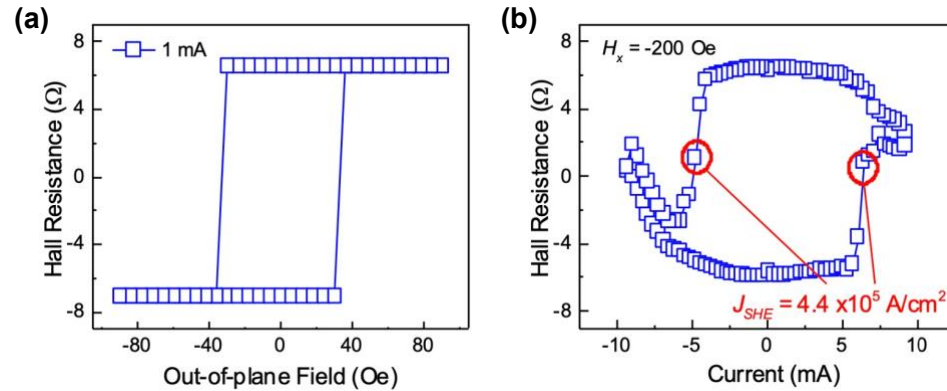 (a)
8
4
0
-4
-8
Hall Resistance (Ω)
1 mA
-80 -40 0 40 80
Out-of-plane Field (Oe)
(b)
8
4
0
-4
-8
Hall Resistance (Ω)
Hₓ = -200 Oe
J_SHE = 4.4 x10⁵ A/cm²
-10 -5 0 5 10
Current (mA)